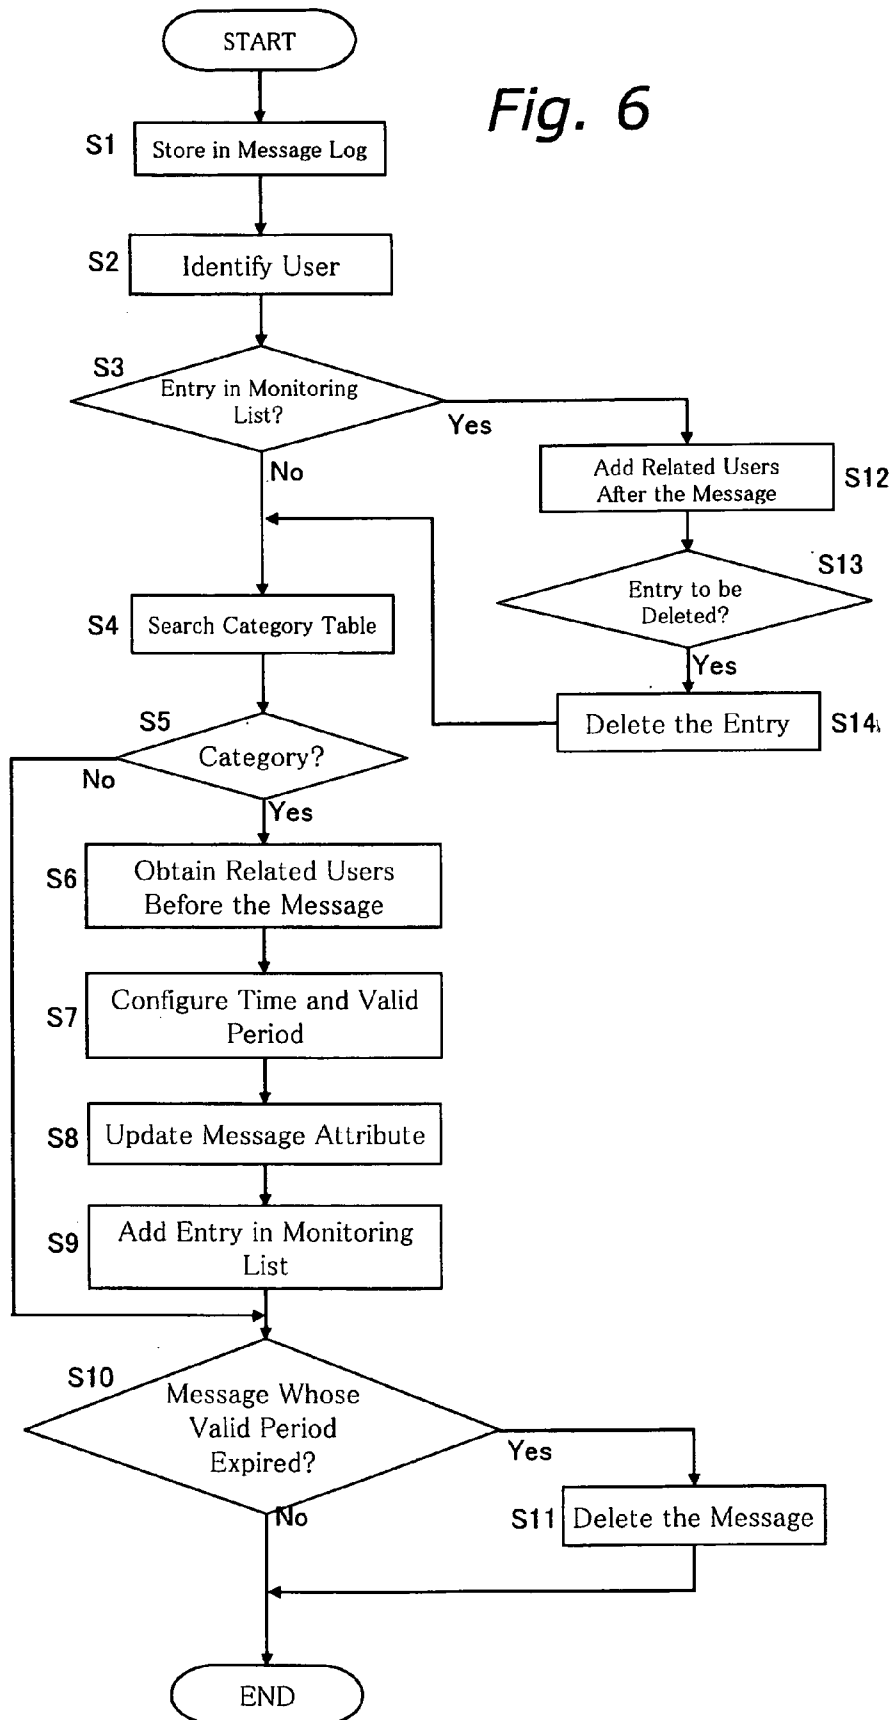 START
Fig. 6
S1
Store in Message Log
S2
Identify User
S3
Entry in Monitoring
List?
Yes
No
Add Related Users
After the Message
S12
S13
Entry to be
Deleted?
Yes
Delete the Entry
S14
S4
Search Category Table
S5
Category?
No
Yes
S6
Obtain Related Users
Before the Message
S7
Configure Time and Valid
Period
S8
Update Message Attribute
S9
Add Entry in Monitoring
List
S10
Message Whose
Valid Period
Expired?
Yes
No
S11
Delete the Message
END